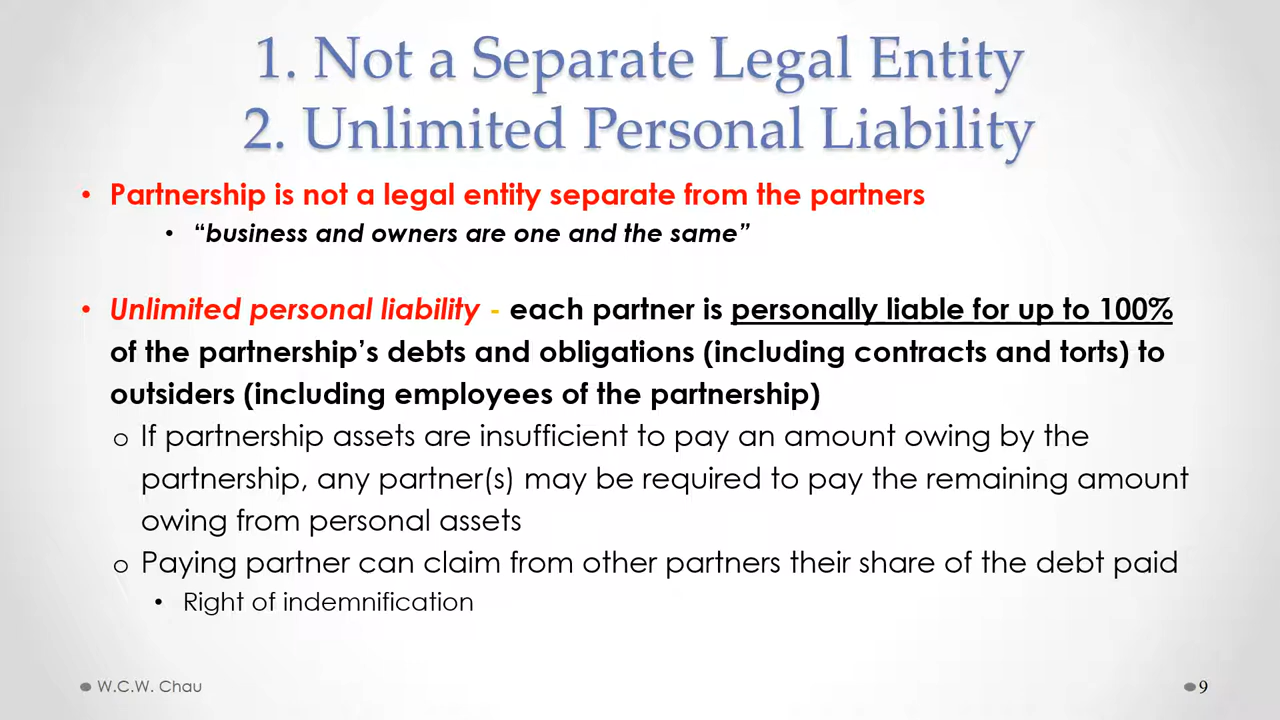 1. Not a Separate Legal Entity
2. Unlimited Personal Liability
• Partnership is not a legal entity separate from the partners
• “business and owners are one and the same”
• Unlimited personal liability - each partner is personally liable for up to 100%
of the partnership’s debts and obligations (including contracts and torts) to
outsiders (including employees of the partnership)
o If partnership assets are insufficient to pay an amount owing by the
partnership, any partner(s) may be required to pay the remaining amount
owing from personal assets
o Paying partner can claim from other partners their share of the debt paid
• Right of indemnification
W.C.W. Chau
9